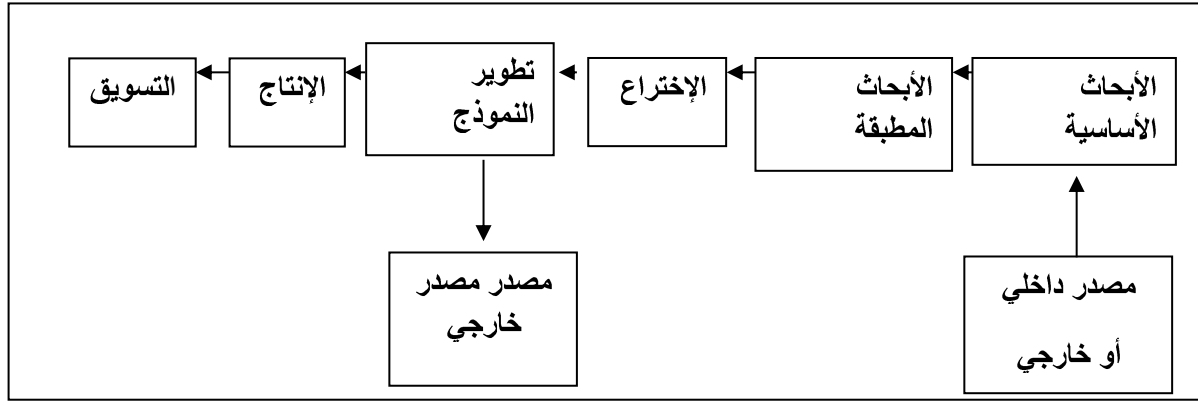 الأبحاث
الأساسية
الأبحاث
المطبقة
الإختراع
تطوير
النموذج
الإنتاج
التسويق
مصدر داخلي
أو خارجي
مصدر مصدر
خارجي